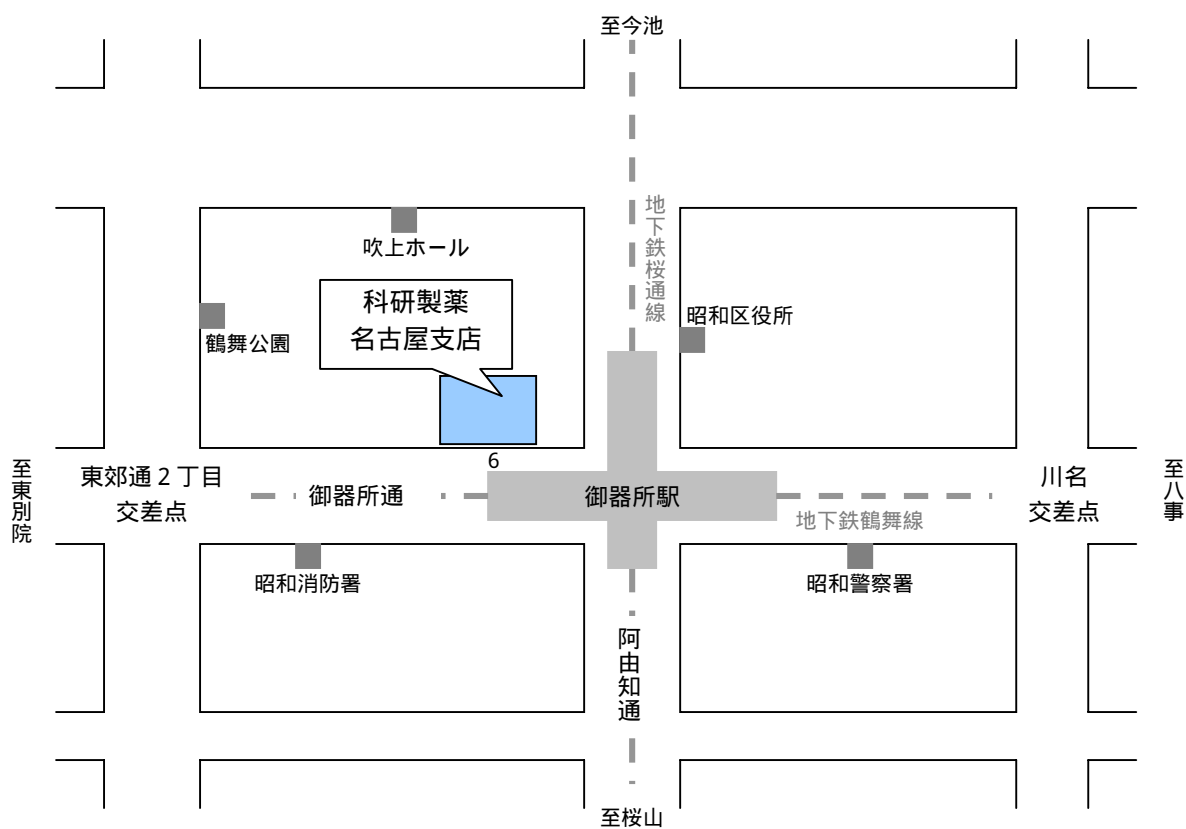 至今池
地下鉄桜通線
吹上ホール
科研製薬
名古屋支店
昭和区役所
鶴舞公園
6
至東別院
東郊通２丁目
交差点
御器所通
御器所駅
地下鉄鶴舞線
川名
交差点
至八事
昭和消防署
昭和警察署
阿由知通
至桜山